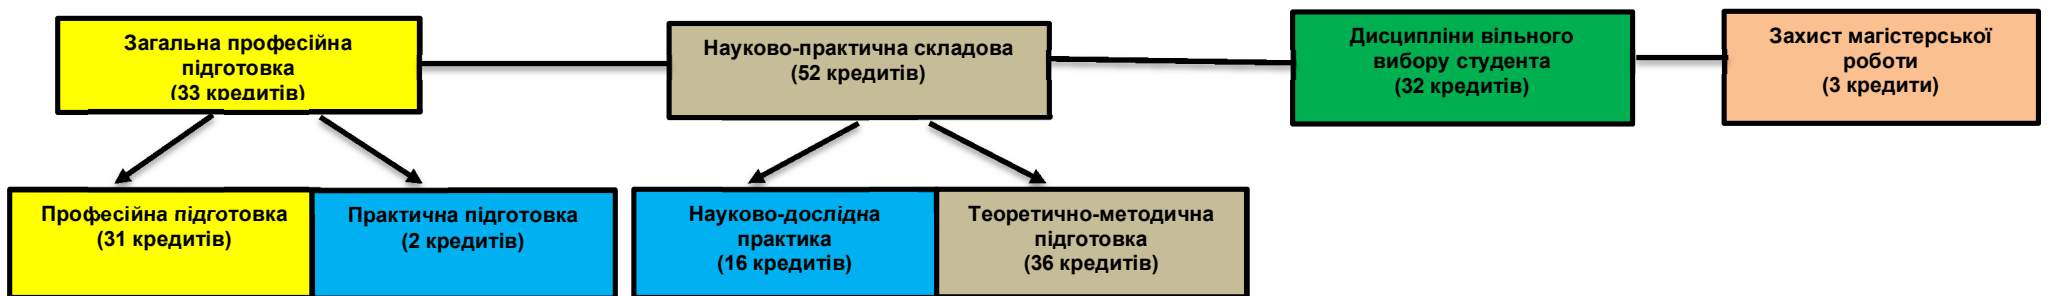 Загальна професійна
підготовка
(33 кредитів)
Науково-практична складова
(52 кредитів)
Дисципліни вільного
вибору студента
(32 кредитів)
Захист магістерської
роботи
(3 кредити)
Професійна підготовка
(31 кредитів)
Практична підготовка
(2 кредитів)
Науково-дослідна
практика
(16 кредитів)
Теоретично-методична
підготовка
(36 кредитів)